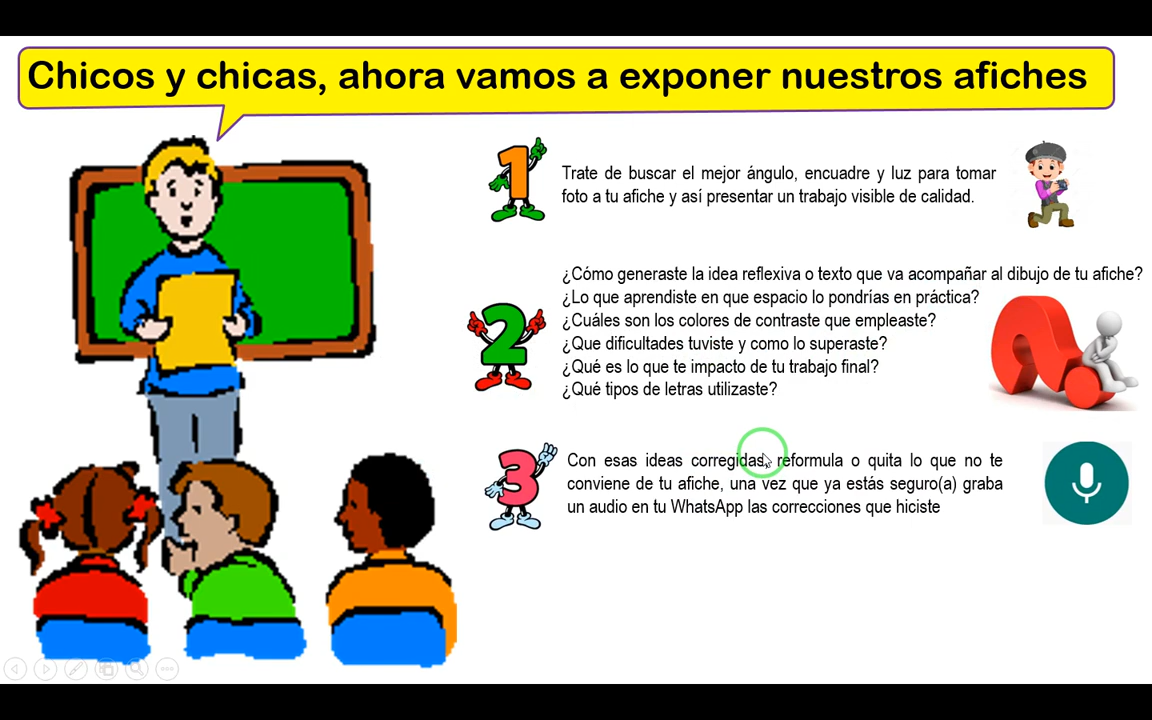 Chicos y chicas, ahora vamos a exponer nuestros afiches
1
Trate de buscar el mejor ángulo, encuadre y luz para tomar
foto a tu afiche y así presentar un trabajo visible de calidad.
¿Cómo generaste la idea reflexiva o texto que va acompañar al dibujo de tu afiche?
¿Lo que aprendiste en que espacio lo pondrías en práctica?
¿Cuáles son los colores de contraste que empleaste?
2
¿Que dificultades tuviste y como lo superaste?
¿Qué es lo que te impacto de tu trabajo final?
¿Qué tipos de letras utilizaste?
3
Con esas ideas corregidas, reformula o quita lo que no te
conviene de tu afiche, una vez que ya estás seguro(a) graba
un audio en tu WhatsApp las correcciones que hiciste